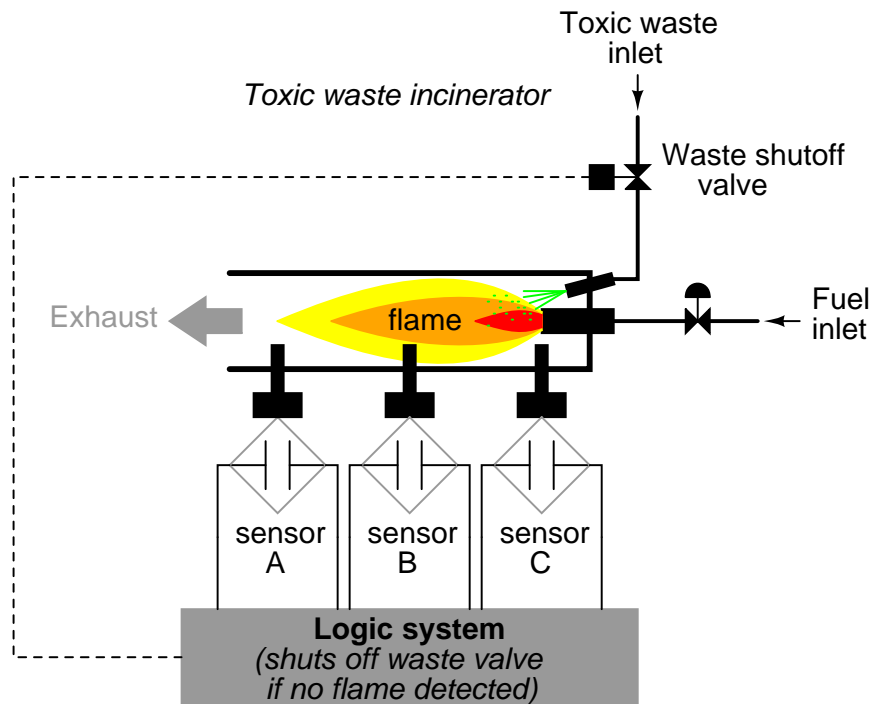 Toxic waste
inlet
Toxic waste incinerator
Waste shutoff
valve
Exhaust
flame
Fuel
inlet
sensor
A
sensor
B
sensor
C
Logic system
(shuts off waste valve
if no flame detected)